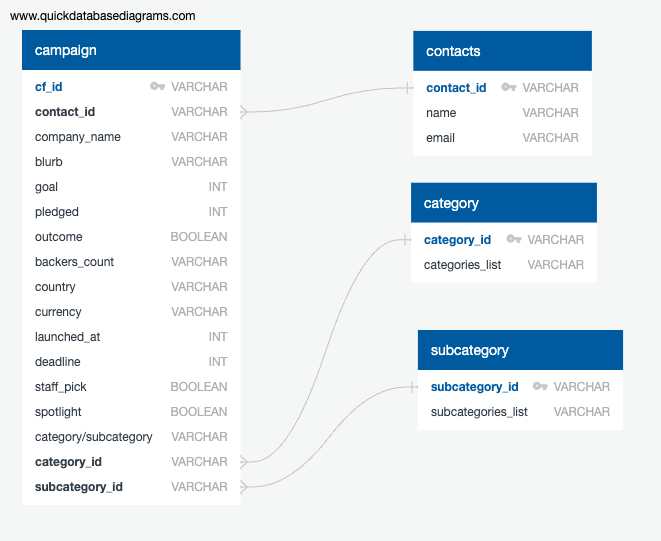 www.quickdatabasediagrams.com
campaign
cf_id VARCHAR
contact_id VARCHAR
company_name VARCHAR
blurb VARCHAR
goal INT
pledged INT
outcome BOOLEAN
backers_count VARCHAR
country VARCHAR
currency VARCHAR
launched_at INT
deadline INT
staff_pick BOOLEAN
spotlight BOOLEAN
category/subcategory VARCHAR
category_id VARCHAR
subcategory_id VARCHAR
contacts
contact_id VARCHAR
name VARCHAR
email VARCHAR
category
category_id VARCHAR
categories_list VARCHAR
subcategory
subcategory_id VARCHAR
subcategories_list VARCHAR